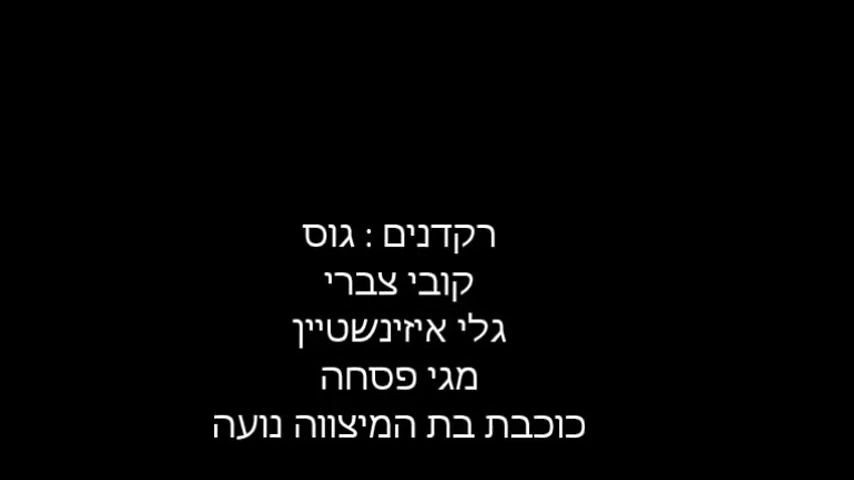 רקדנים : גוס
קובי צברי
גלי איזינשטיין
מגי פסחה
כוכבת בת המיצווה נועה